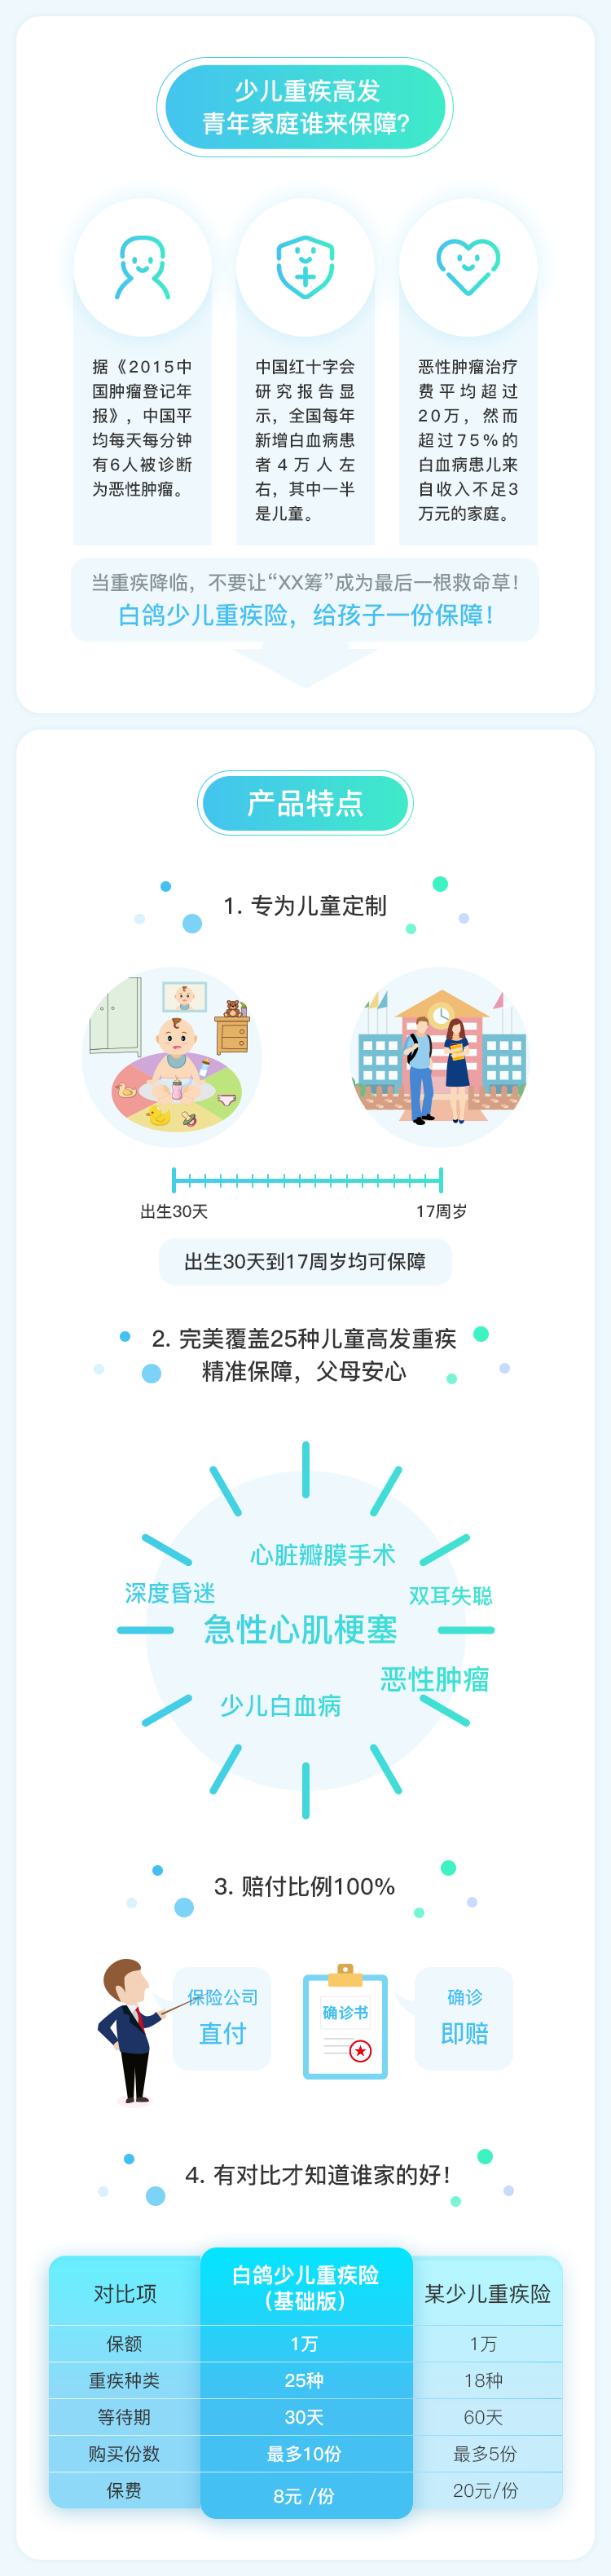 少儿重疾高发
青年家庭谁来保障?
据《2015中
国肿瘤登记年
报》，中国平
均每天每分钟
有6人被诊断
为恶性肿瘤。
中国红十字会
研究报告显
示，全国每年
新增白血病患
者4万人左
右，其中一半
是儿童。
恶性肿瘤治疗
费平均超过
20万，然而
超过75%的
白血病患儿来
自收入不足3
万元的家庭。
当重疾降临，不要让“XX筹”成为最后一根救命草!
白鸽少儿重疾险，给孩子一份保障!
产品特点
1. 专为儿童定制
出生30天
17周岁
出生30天到17周岁均可保障
2. 完美覆盖25种儿童高发重疾
精准保障，父母安心
心脏瓣膜手术
深度昏迷
双耳失聪
急性心肌梗塞
恶性肿瘤
少儿白血病
3. 赔付比例100%
保险公司
直付
确诊书
确诊
即赔
4. 有对比才知道谁家的好!
对比项
白鸽少儿重疾险
（基础版）
某少儿重疾险
保额
1万
1万
重疾种类
25种
18种
等待期
30天
60天
购买份数
最多10份
最多5份
保费
8元 /份
20元/份